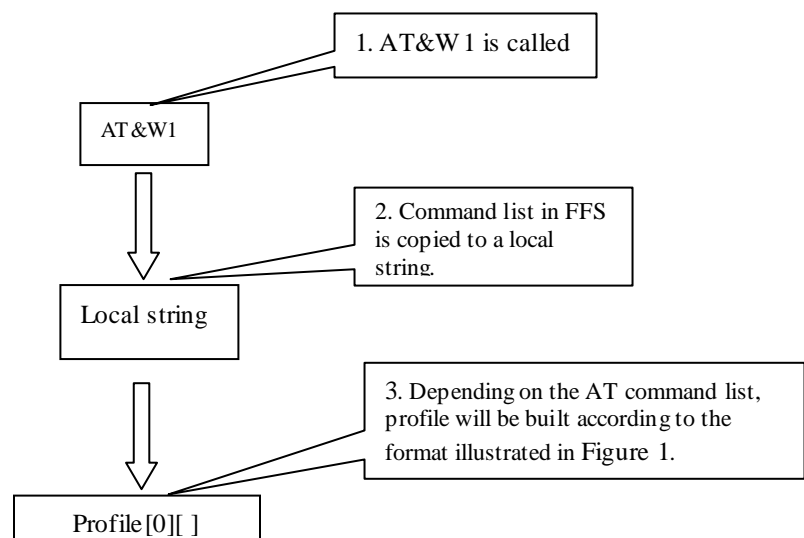 1. AT&W1 is called
AT&W1
2. Command list in FFS
is copied to a local
string.
Local string
3. Depending on the AT command list,
profile will be built according to the
format illustrated in Figure 1.
Profile[0][ ]